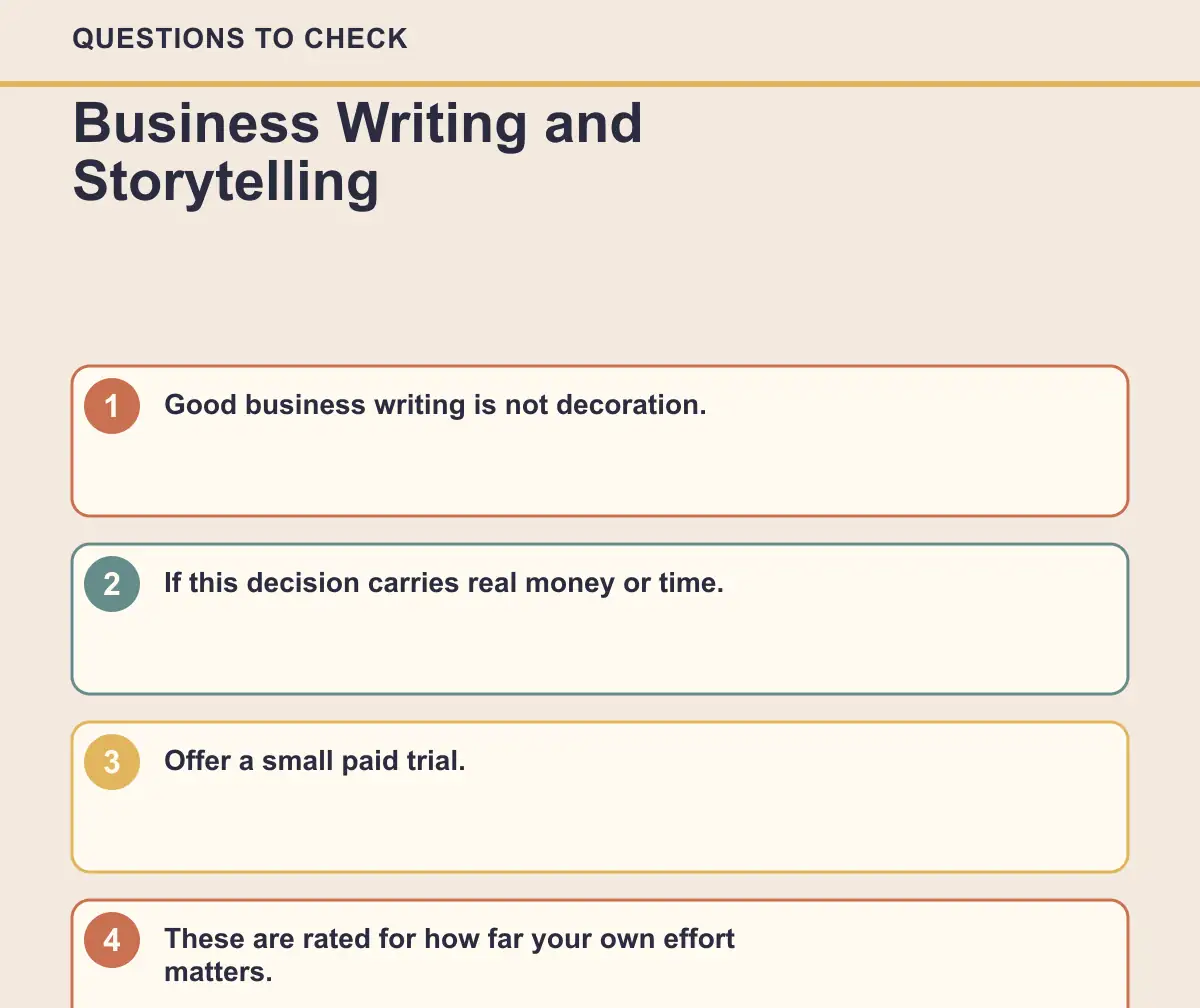 QUESTIONS TO CHECK
Business Writing and
Storytelling
1
Good business writing is not decoration.
2
If this decision carries real money or time.
3
Offer a small paid trial.
4
These are rated for how far your own effort
matters.